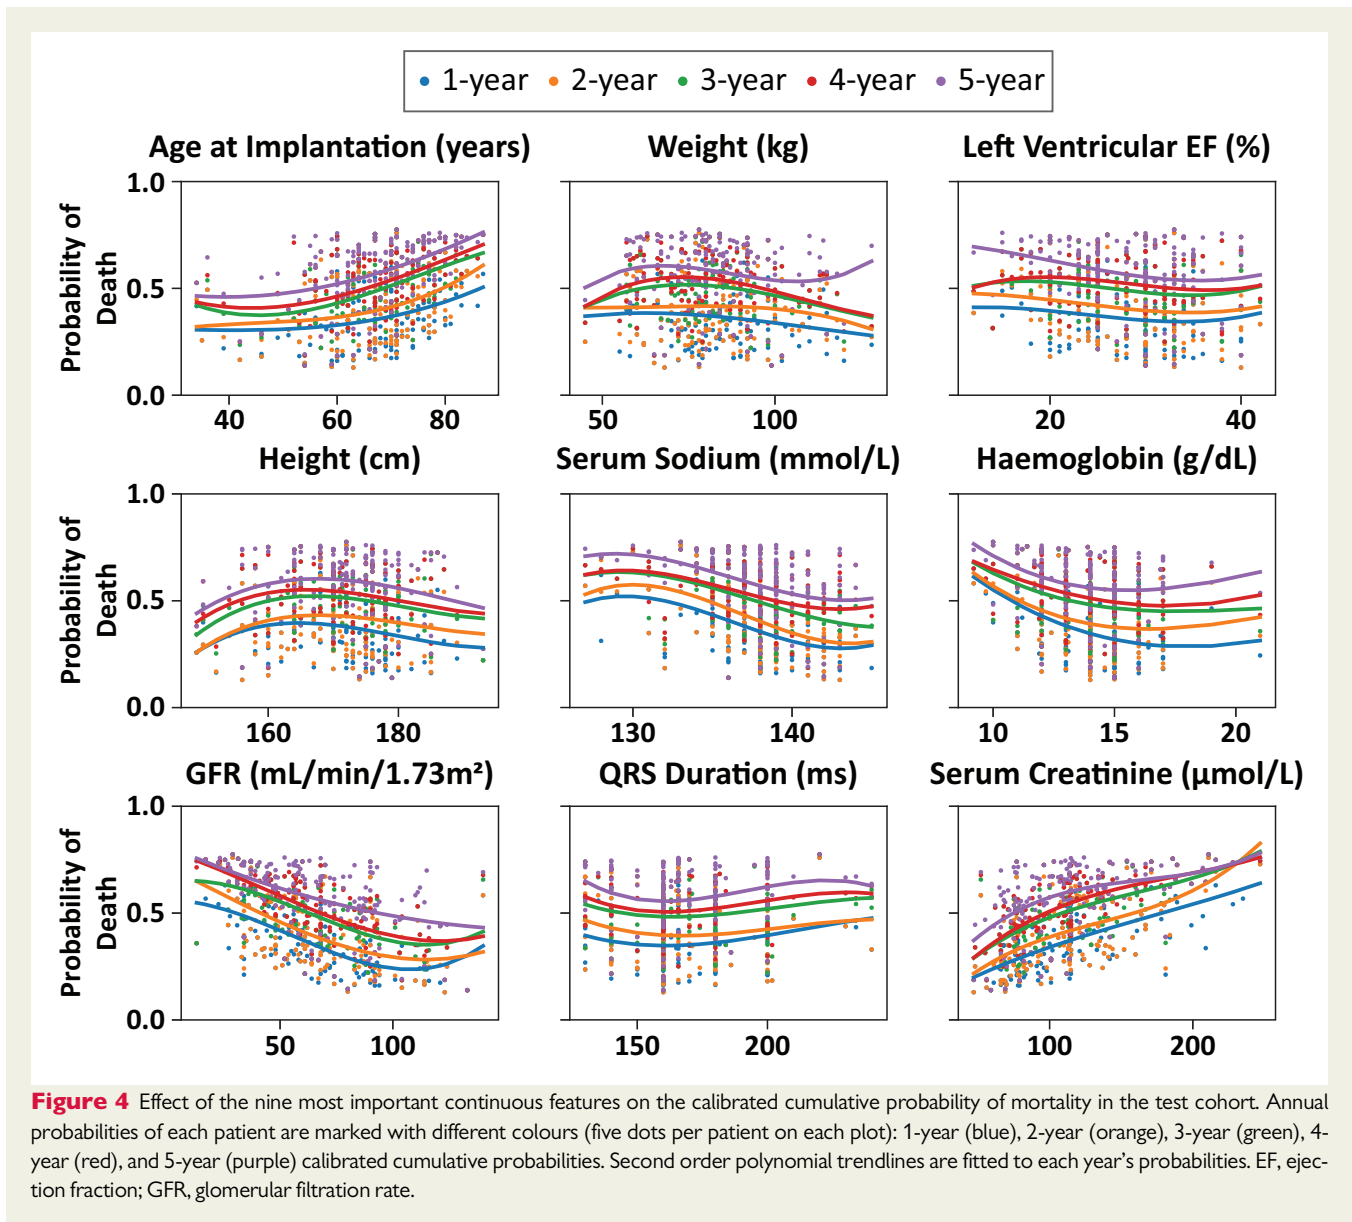 1-year 2-year 3-year 4-year 5-year
Age at Implantation (years) Weight (kg) Left Ventricular EF (%)
Probability of
Death
1.0
0.5
0.0
40 60 80 50 100 20 40
Height (cm) Serum Sodium (mmol/L) Haemoglobin (g/dL)
Probability of
Death
1.0
0.5
0.0
160 180 130 140 10 15 20
GFR (mL/min/1.73m²) QRS Duration (ms) Serum Creatinine (μmol/L)
Probability of
Death
1.0
0.5
0.0
50 100 150 200 100 200
Figure 4 Effect of the nine most important continuous features on the calibrated cumulative probability of mortality in the test cohort. Annual
probabilities of each patient are marked with different colours (five dots per patient on each plot): 1-year (blue), 2-year (orange), 3-year (green), 4-
year (red), and 5-year (purple) calibrated cumulative probabilities. Second order polynomial trendlines are fitted to each year's probabilities. EF, ejec-
tion fraction; GFR, glomerular filtration rate.